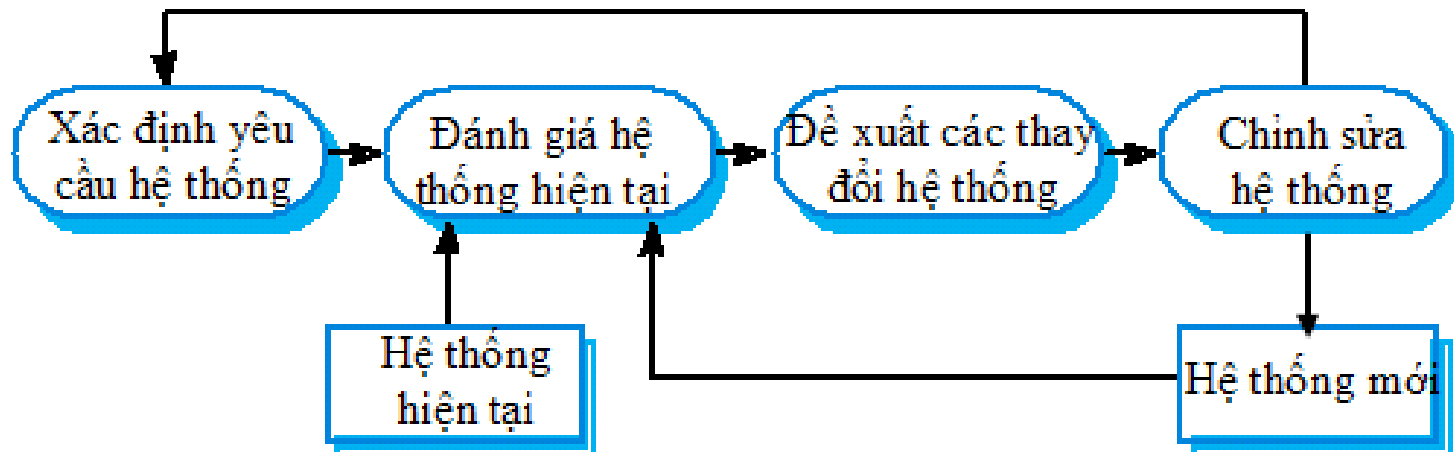 Xác định yêu
cầu hệ thống
Đánh giá hệ
thống hiện tại
Đề xuất các thay
đổi hệ thống
Chỉnh sửa
hệ thống
Hệ thống
hiện tại
Hệ thống mới